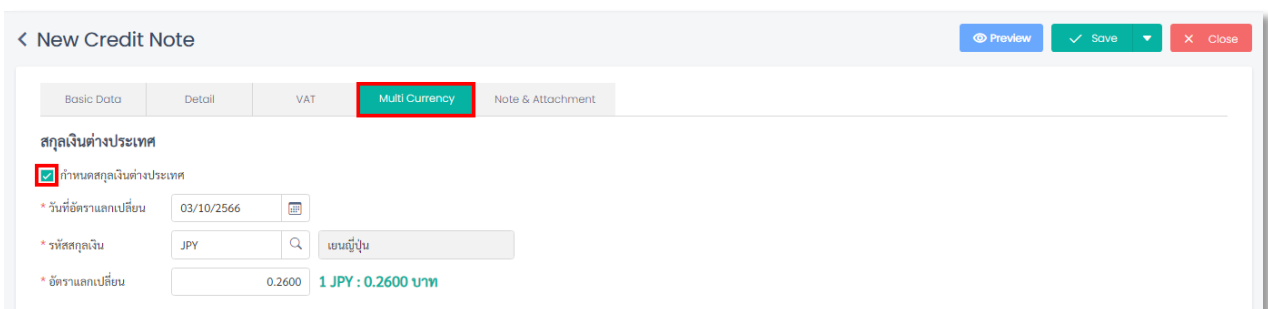 New Credit Note Preview Save Close
Basic Data Detail VAT Multi Currency Note & Attachment
สกุลเงินต่างประเทศ
กำหนดสกุลเงินต่างประเทศ
* วันที่อัตราแลกเปลี่ยน 03/10/2566
* รหัสสกุลเงิน JPY เยนญี่ปุ่น
* อัตราแลกเปลี่ยน 0.2600 1 JPY : 0.2600 บาท